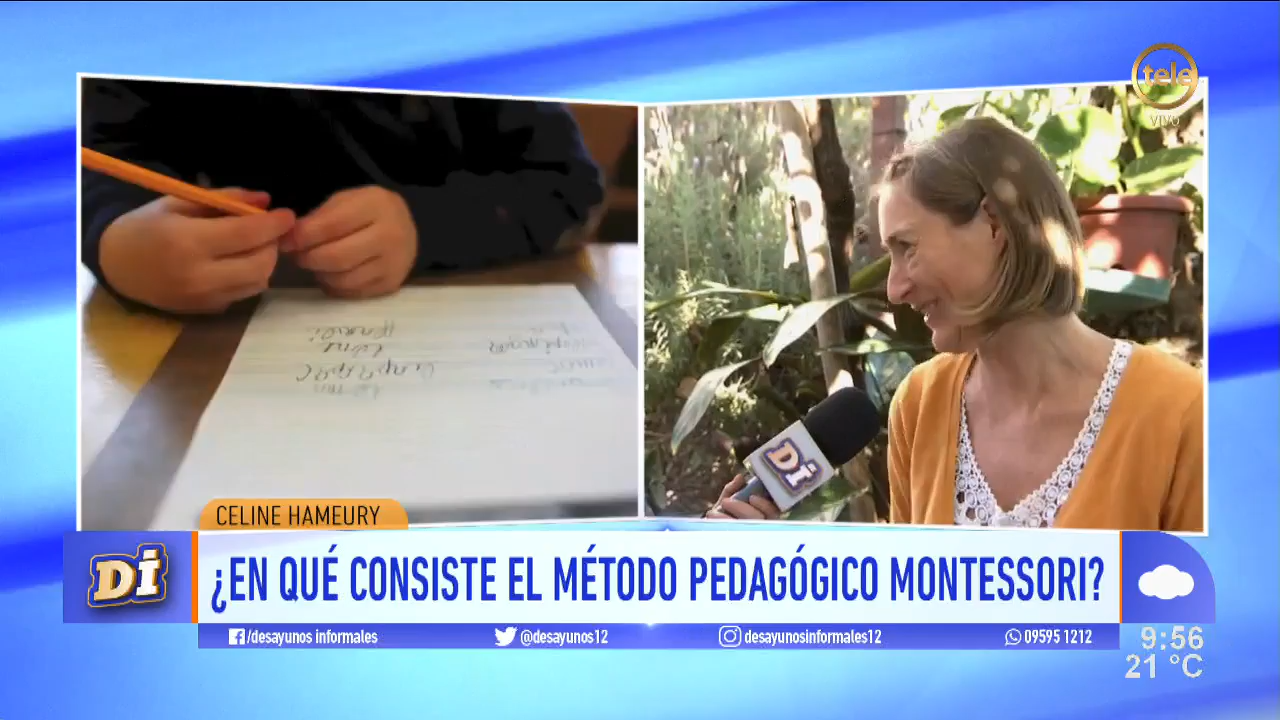 tele
VIVO
Di
CELINE HAMEURY
Di
¿EN QUÉ CONSISTE EL MÉTODO PEDAGÓGICO MONTESSORI?
/desayunos informales
@desayunos12
desayunosinformales12
09595 1212
9:56
21 °C